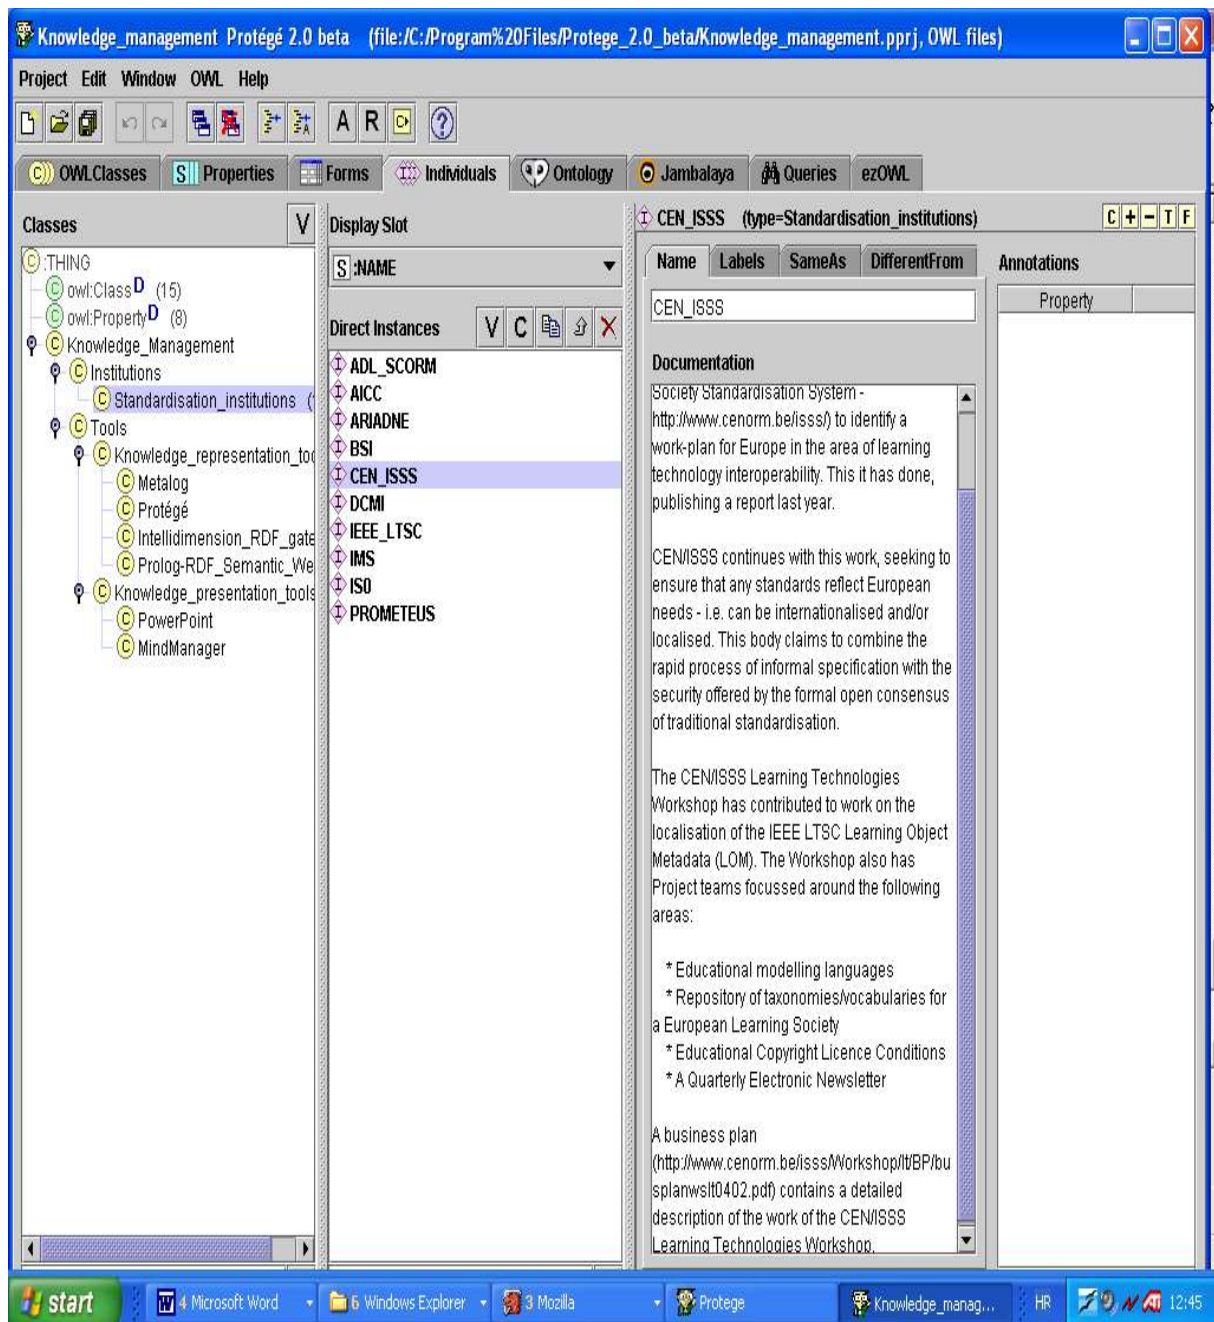 Knowledge_management Protégé 2.0 beta (file:/C:/Program%20Files/Protege_2.0_beta/Knowledge_management.pprj, OWL files)
Project Edit Window OWL Help
A R
OWLClasses Properties Forms Individuals Ontology Jambalaya Queries ezOWL
Classes V
:THING
owl:Class D (15)
owl:Property D (8)
Knowledge_Management
Institutions
Standardisation_institutions (
Tools
Knowledge_representation_too
Metalog
Protégé
Intellidimension_RDF_gate
Prolog-RDF_Semantic_We
Knowledge_presentation_tools
PowerPoint
MindManager
Display Slot
S :NAME
Direct Instances V C
ADL_SCORM
AICC
ARIADNE
BSI
CEN_ISSS
DCMI
IEEE_LTSC
IMS
ISO
PROMETEUS
CEN_ISSS (type=Standardisation_institutions) C + - T F
Name Labels SameAs DifferentFrom
CEN_ISSS
Documentation
Society Standardisation System -
http://www.cenorm.be/isss/) to identify a
work-plan for Europe in the area of learning
technology interoperability. This it has done,
publishing a report last year.
CEN/ISSS continues with this work, seeking to
ensure that any standards reflect European
needs - i.e. can be internationalised and/or
localised. This body claims to combine the
rapid process of informal specification with the
security offered by the formal open consensus
of traditional standardisation.
The CEN/ISSS Learning Technologies
Workshop has contributed to work on the
localisation of the IEEE LTSC Learning Object
Metadata (LOM). The Workshop also has
Project teams focussed around the following
areas:
* Educational modelling languages
* Repository of taxonomies/vocabularies for
a European Learning Society
* Educational Copyright Licence Conditions
* A Quarterly Electronic Newsletter
A business plan
(http://www.cenorm.be/isss/Workshop/lt/BP/bu
splanwslt0402.pdf) contains a detailed
description of the work of the CEN/ISSS
Learning Technologies Workshop.
Annotations
Property
start 4 Microsoft Word 6 Windows Explorer 3 Mozilla Protege Knowledge_manag... HR 12:45